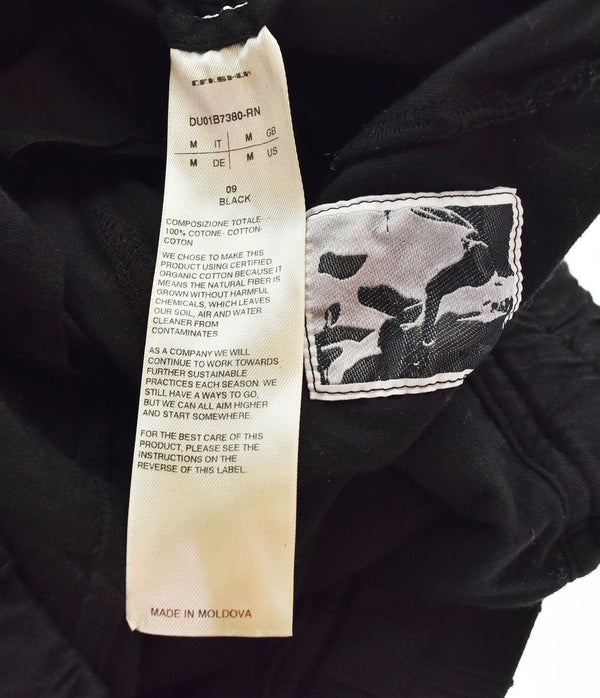 DU01B7380-RN
M IT M GB
M DE M US
09
BLACK
COMPOSIZIONE TOTALE-
100% COTONE- COTTON-
COTON
WE CHOSE TO MAKE THIS
PRODUCT USING CERTIFIED
ORGANIC COTTON BECAUSE IT
MEANS THE NATURAL FIBER IS
GROWN WITHOUT HARMFUL
CHEMICALS, WHICH LEAVES
OUR SOIL, AIR AND WATER
CLEANER FROM
CONTAMINATES.
AS A COMPANY WE WILL
CONTINUE TO WORK TOWARDS
FURTHER SUSTAINABLE
PRACTICES EACH SEASON. WE
STILL HAVE A WAYS TO GO,
BUT WE CAN ALL AIM HIGHER
AND START SOMEWHERE.
FOR THE BEST CARE OF THIS
PRODUCT, PLEASE SEE THE
INSTRUCTIONS ON THE
REVERSE OF THIS LABEL.
MADE IN MOLDOVA